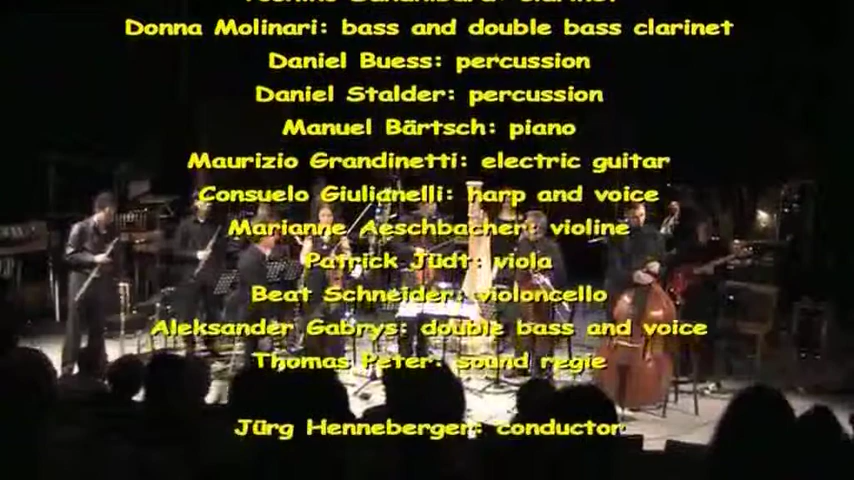 Donna Molinari: bass and double bass clarinet
Daniel Buess: percussion
Daniel Stalder: percussion
Manuel Bärtsch: piano
Maurizio Grandinetti: electric guitar
Consuelo Giulianelli: harp and voice
Marianne Aeschbacher: violine
Patrick Jüdt: viola
Beat Schneider: violoncello
Aleksander Gabrys: double bass and voice
Thomas Peter: sound regie
Jürg Henneberger: conductor